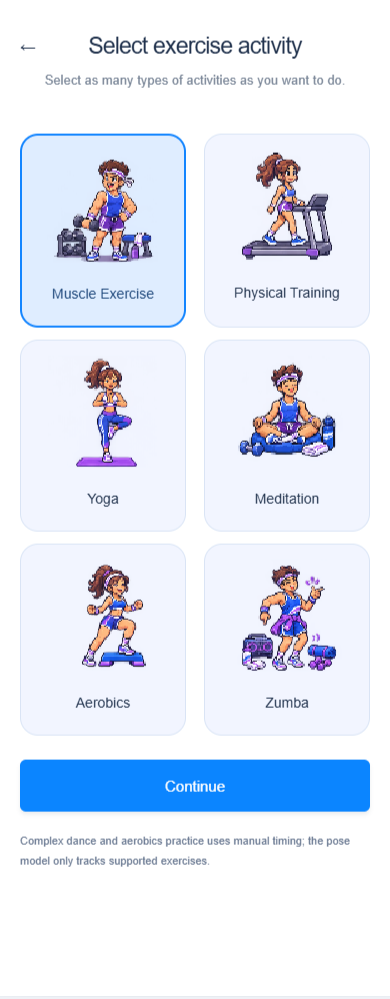 ← Select exercise activity
Select as many types of activities as you want to do.
Muscle Exercise
Physical Training
Yoga
Meditation
Aerobics
Zumba
Continue
Complex dance and aerobics practice uses manual timing; the pose
model only tracks supported exercises.